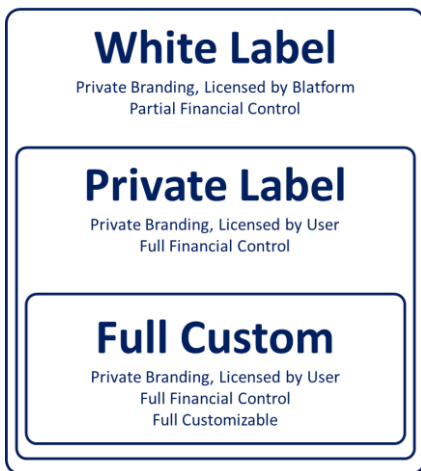 White Label
Private Branding, Licensed by Blatform
Partial Financial Control
Private Label
Private Branding, Licensed by User
Full Financial Control
Full Custom
Private Branding, Licensed by User
Full Financial Control
Full Customizable